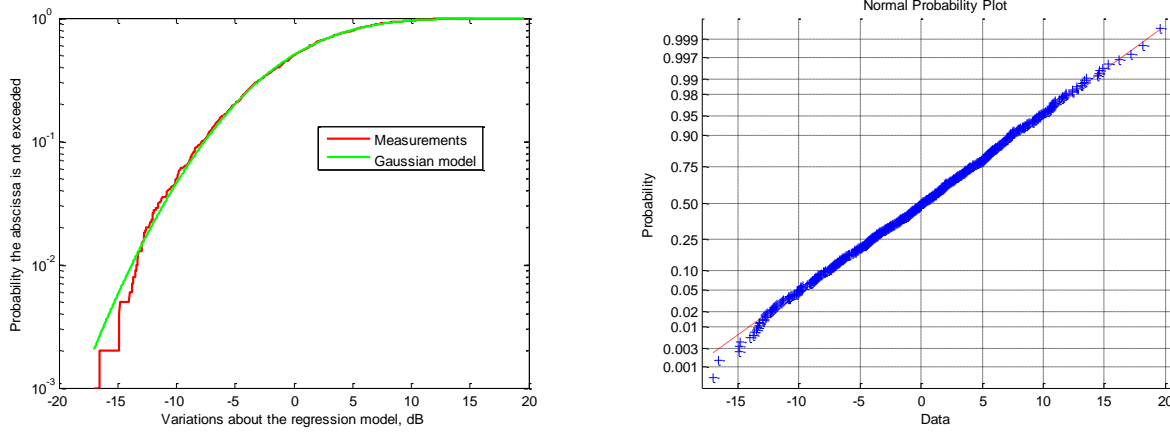 10^0
10^-1
10^-2
10^-3
Probability the abscissa is not exceeded
Measurements
Gaussian model
-20 -15 -10 -5 0 5 10 15 20
Variations about the regression model, dB
Normal Probability Plot
0.999
0.997
0.99
0.98
0.95
0.90
0.75
0.50
0.25
0.10
0.05
0.02
0.01
0.003
0.001
Probability
-15 -10 -5 0 5 10 15 20
Data